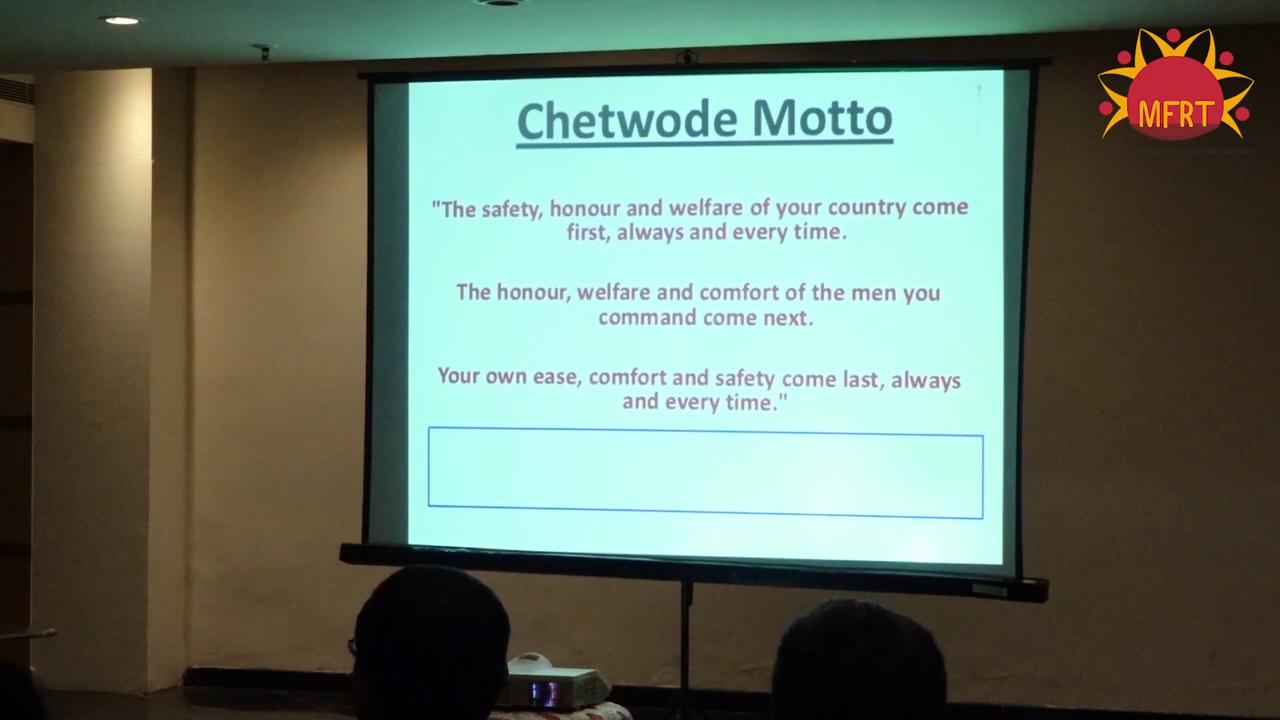 MFRT
Chetwode Motto
"The safety, honour and welfare of your country come
first, always and every time.
The honour, welfare and comfort of the men you
command come next.
Your own ease, comfort and safety come last, always
and every time."